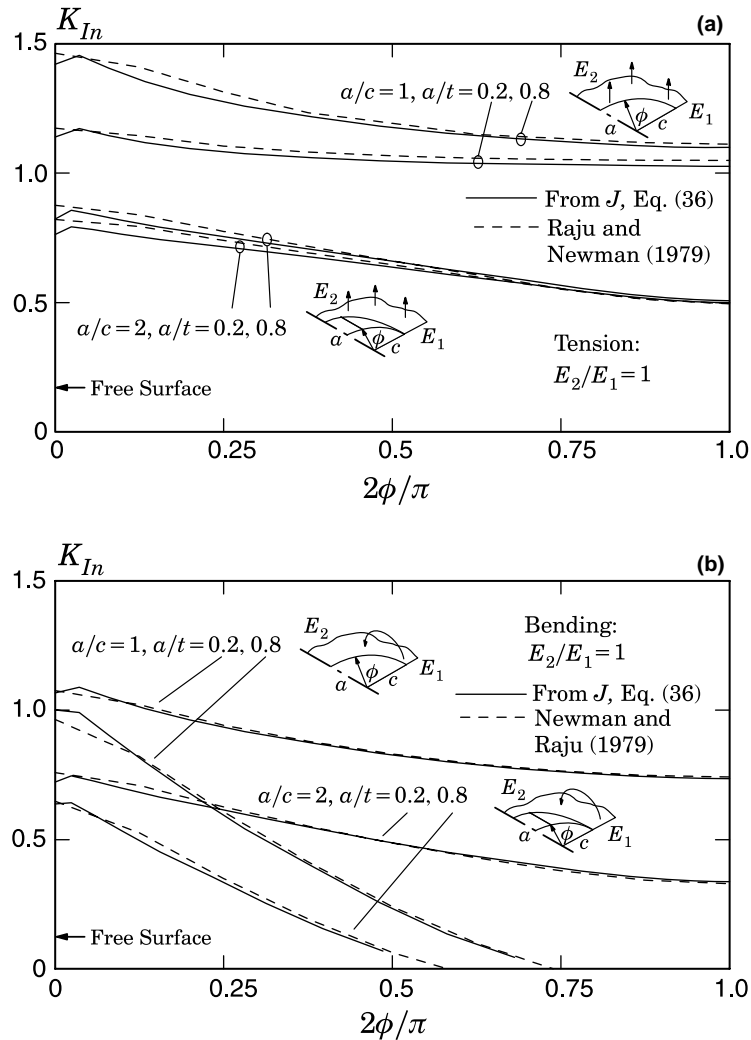 K_In
(a)
1.5
1.0
0.5
0
a/c = 1, a/t = 0.2, 0.8
E_2
E_1
a
ϕ
c
From J, Eq. (36)
Raju and
Newman (1979)
E_2
E_1
a
ϕ
c
a/c = 2, a/t = 0.2, 0.8
Tension:
E_2/E_1 = 1
Free Surface
0
0.25
0.5
0.75
1.0
2ϕ/π
K_In
(b)
1.5
1.0
0.5
0
a/c = 1, a/t = 0.2, 0.8
E_2
E_1
a
ϕ
c
Bending:
E_2/E_1 = 1
From J, Eq. (36)
Newman and
Raju (1979)
a/c = 2, a/t = 0.2, 0.8
E_2
E_1
a
ϕ
c
Free Surface
0
0.25
0.5
0.75
1.0
2ϕ/π